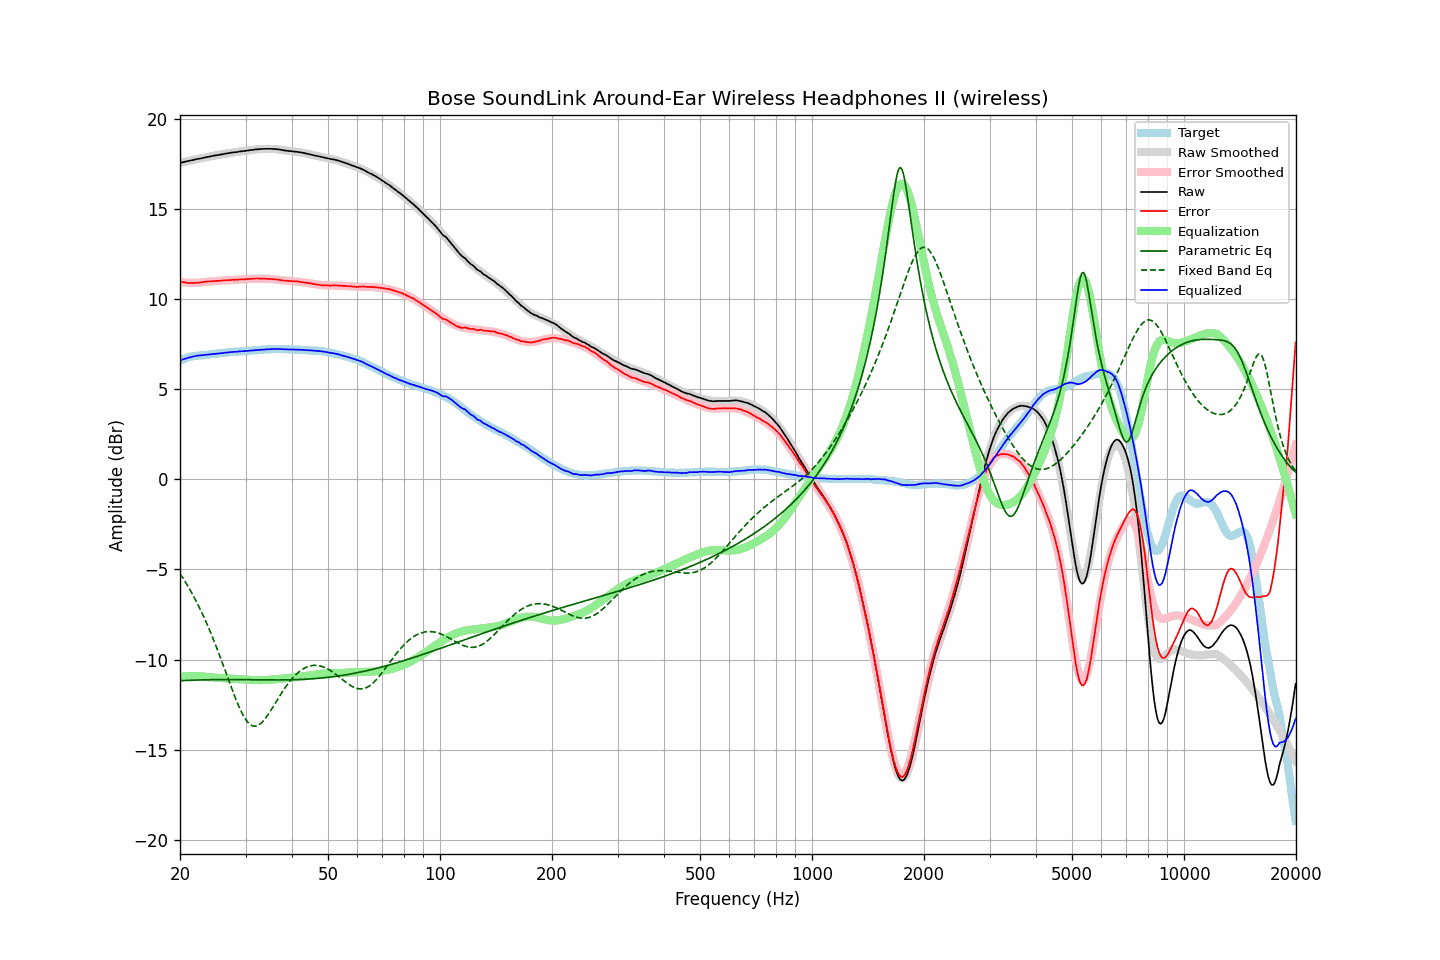 Bose SoundLink Around-Ear Wireless Headphones II (wireless)
Amplitude (dBr)
20
15
10
5
0
−5
−10
−15
−20
Target
Raw Smoothed
Error Smoothed
Raw
Error
Equalization
Parametric Eq
Fixed Band Eq
Equalized
20 50 100 200 500 1000 2000 5000 10000 20000
Frequency (Hz)